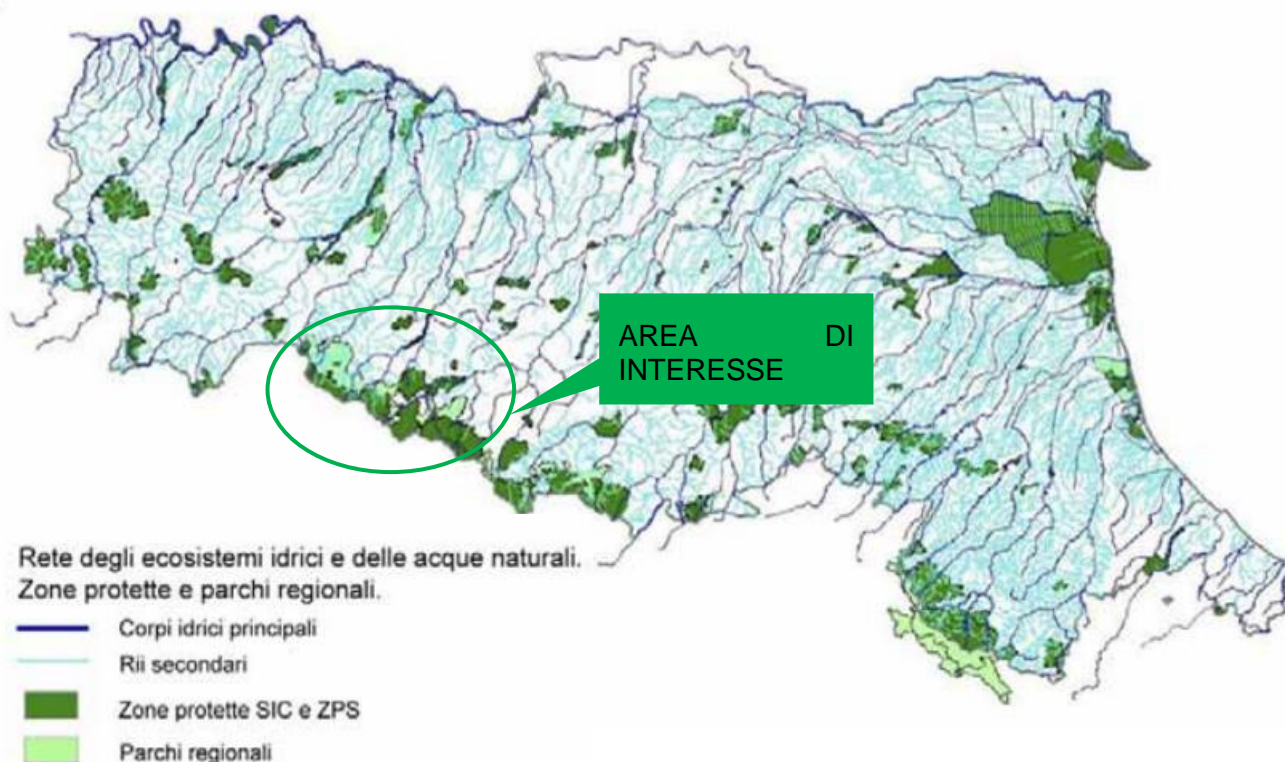 AREA DI
INTERESSE
Rete degli ecosistemi idrici e delle acque naturali.
Zone protette e parchi regionali.
Corpi idrici principali
Rii secondari
Zone protette SIC e ZPS
Parchi regionali